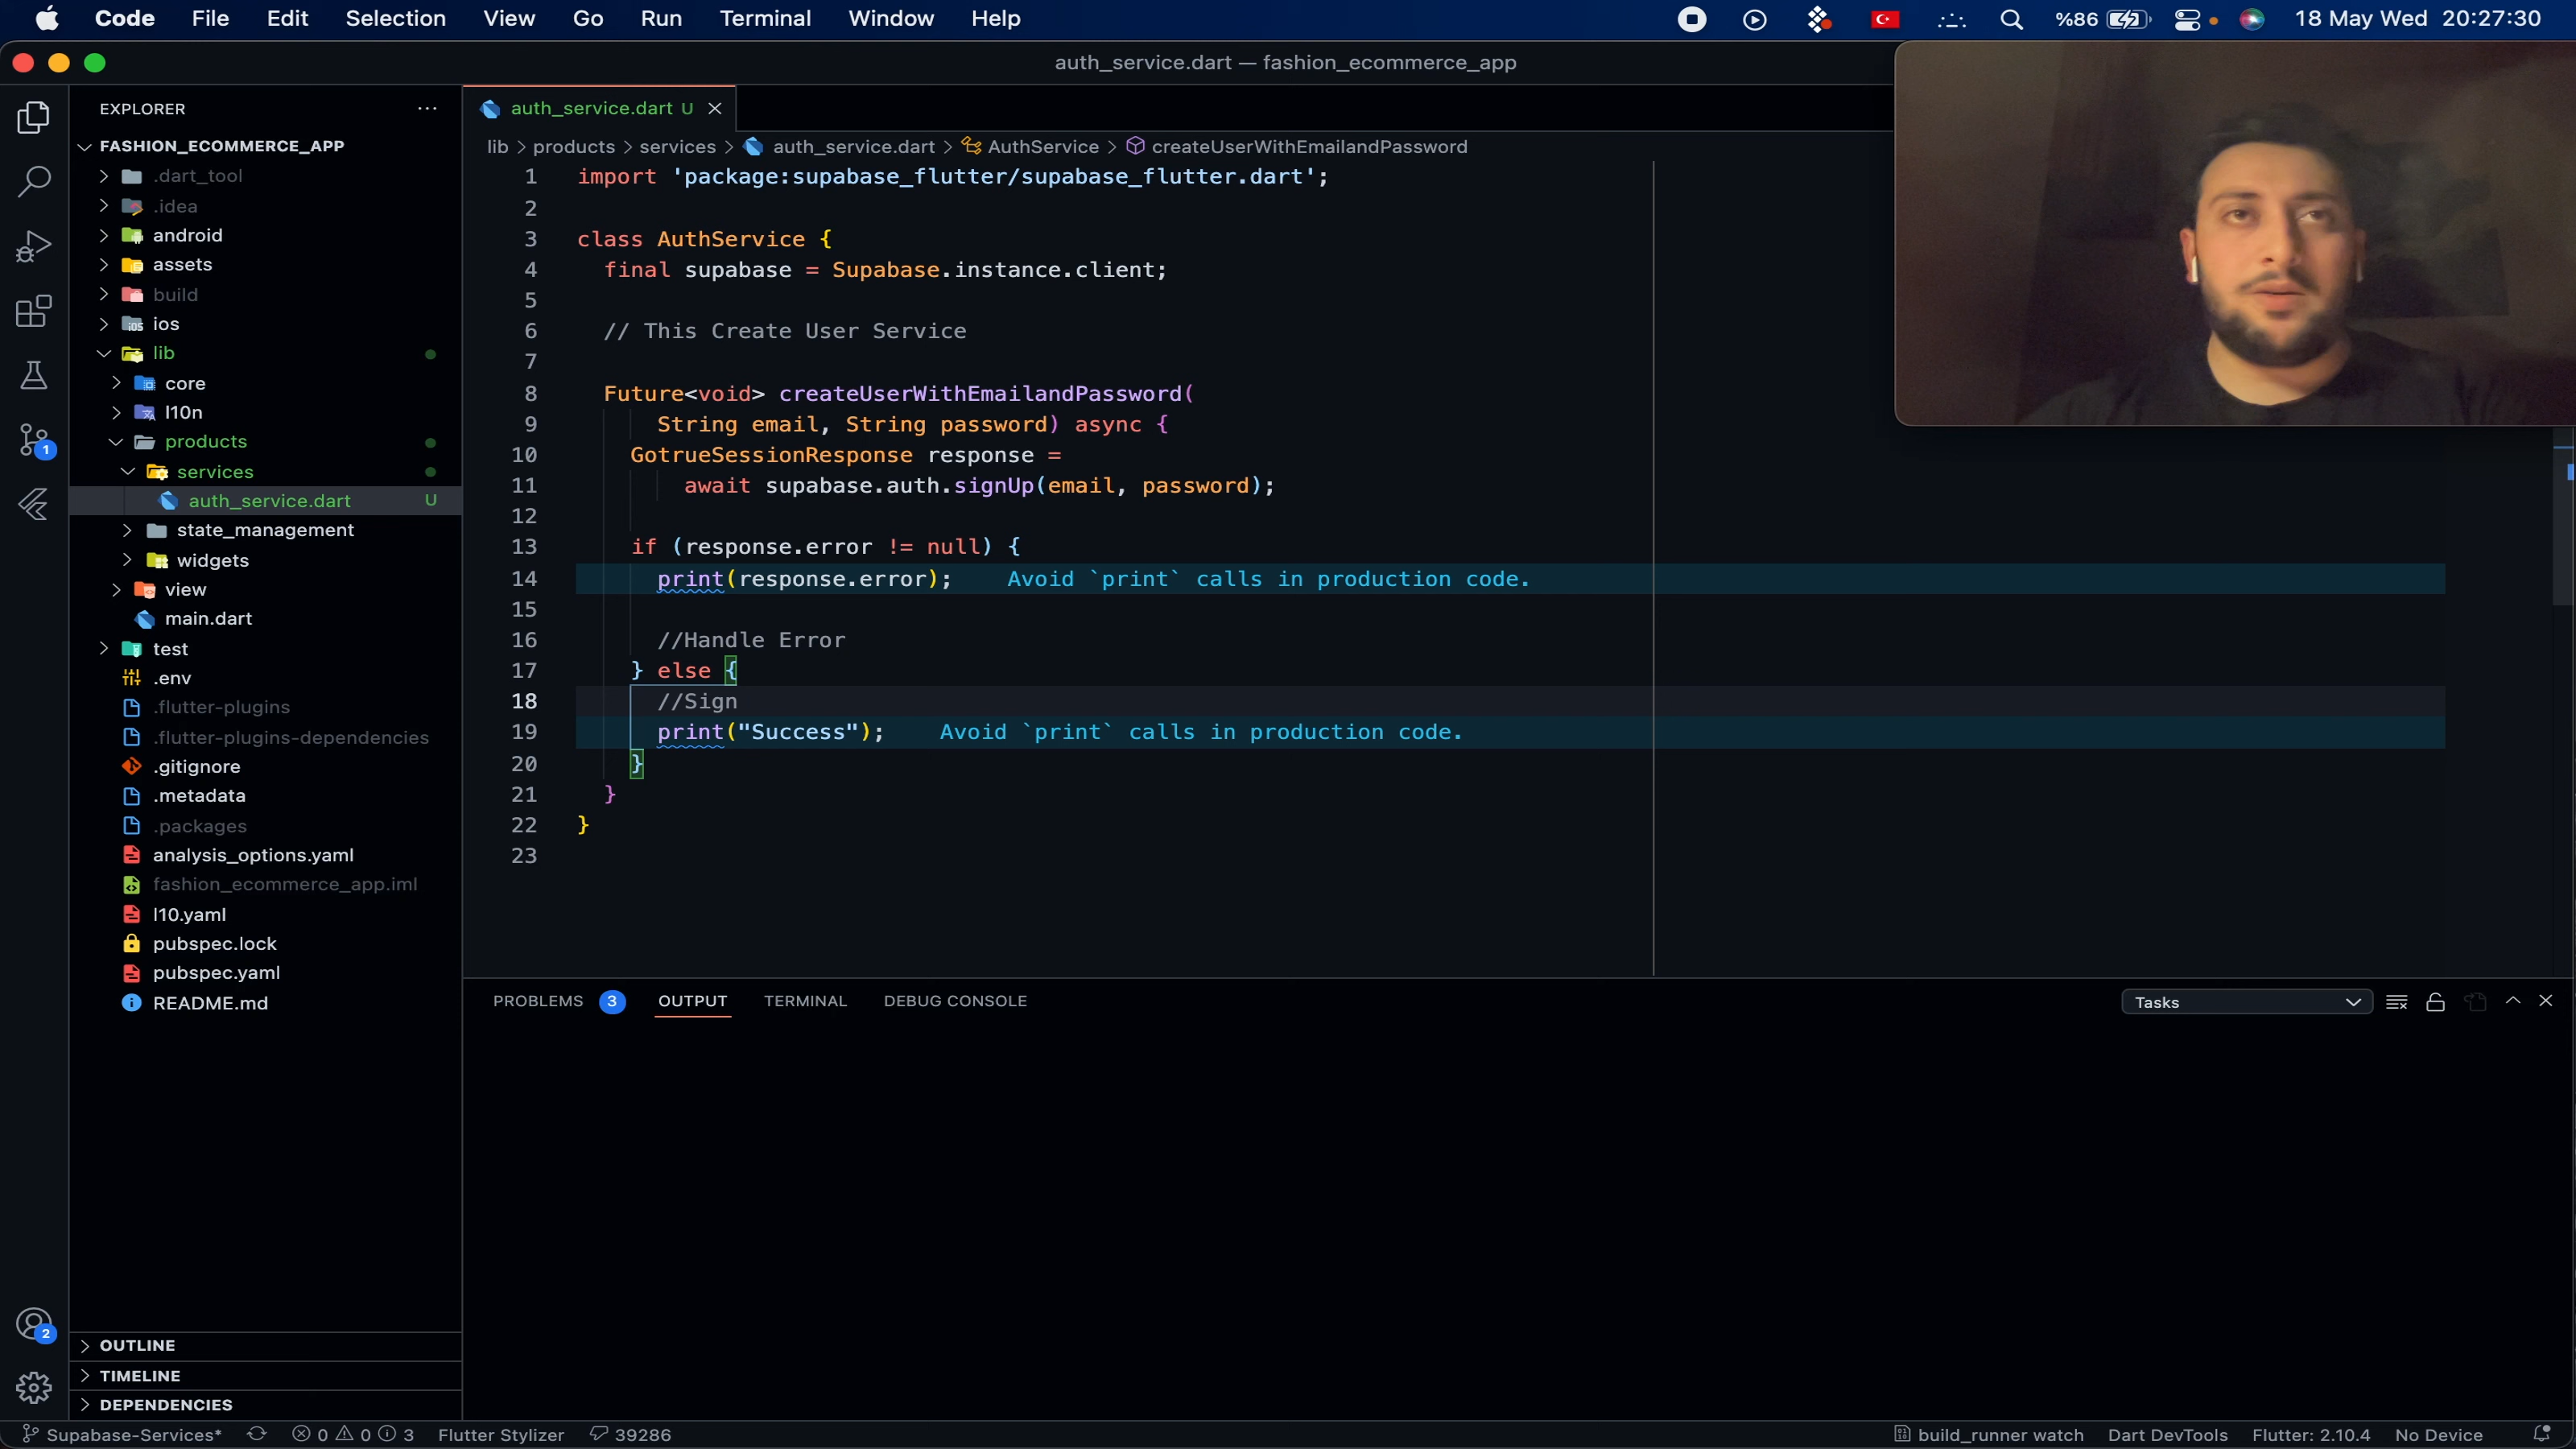 Code File Edit Selection View Go Run Terminal Window Help %86 18 May Wed 20:27:30
auth_service.dart — fashion_ecommerce_app
EXPLORER
FASHION_ECOMMERCE_APP
.dart_tool
.idea
android
assets
build
ios
lib
core
l10n
products
services
auth_service.dart U
state_management
widgets
view
main.dart
test
.env
.flutter-plugins
.flutter-plugins-dependencies
.gitignore
.metadata
.packages
analysis_options.yaml
fashion_ecommerce_app.iml
l10.yaml
pubspec.lock
pubspec.yaml
README.md
OUTLINE
TIMELINE
DEPENDENCIES
1
2
auth_service.dart U
lib > products > services > auth_service.dart > AuthService > createUserWithEmailandPassword
1 import 'package:supabase_flutter/supabase_flutter.dart';
2
3 class AuthService {
4 final supabase = Supabase.instance.client;
5
6 // This Create User Service
7
8 Future<void> createUserWithEmailandPassword(
9 String email, String password) async {
10 GotrueSessionResponse response =
11 await supabase.auth.signUp(email, password);
12
13 if (response.error != null) {
14 print(response.error); Avoid `print` calls in production code.
15
16 //Handle Error
17 } else {
18 //Sign
19 print("Success"); Avoid `print` calls in production code.
20 }
21 }
22 }
23
PROBLEMS 3 OUTPUT TERMINAL DEBUG CONSOLE Tasks
Supabase-Services* 0 0 3 Flutter Stylizer 39286 build_runner watch Dart DevTools Flutter: 2.10.4 No Device